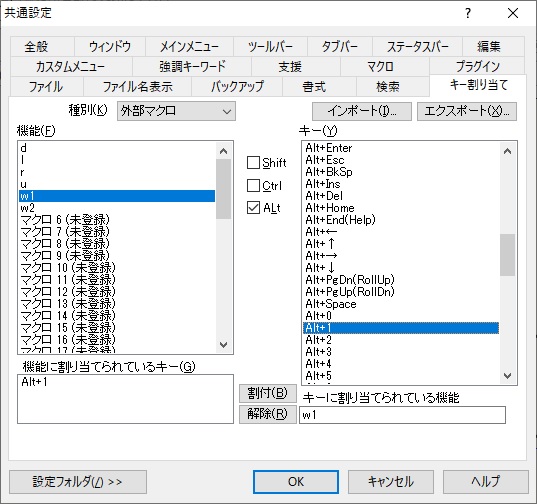 共通設定
全般 ウィンドウ メインメニュー ツールバー タブバー ステータスバー 編集
カスタムメニュー 強調キーワード 支援 マクロ プラグイン
ファイル ファイル名表示 バックアップ 書式 検索 キー割り当て
種別(K) 外部マクロ インポート(I)... エクスポート(X)...
機能(F)
d
l
r
u
w1
w2
マクロ 6 (未登録)
マクロ 7 (未登録)
マクロ 8 (未登録)
マクロ 9 (未登録)
マクロ 10 (未登録)
マクロ 11 (未登録)
マクロ 12 (未登録)
マクロ 13 (未登録)
マクロ 14 (未登録)
マクロ 15 (未登録)
マクロ 16 (未登録)
マクロ 17 (未登録)
Shift
Ctrl
ALt
キー(Y)
Alt+Enter
Alt+Esc
Alt+BkSp
Alt+Ins
Alt+Del
Alt+Home
Alt+End(Help)
Alt+←
Alt+↑
Alt+→
Alt+↓
Alt+PgDn(RollUp)
Alt+PgUp(RollDn)
Alt+Space
Alt+0
Alt+1
Alt+2
Alt+3
Alt+4
Alt+5
機能に割り当てられているキー(G)
Alt+1
割付(B)
解除(R)
キーに割り当てられている機能
w1
設定フォルダ(/) >> OK キャンセル ヘルプ